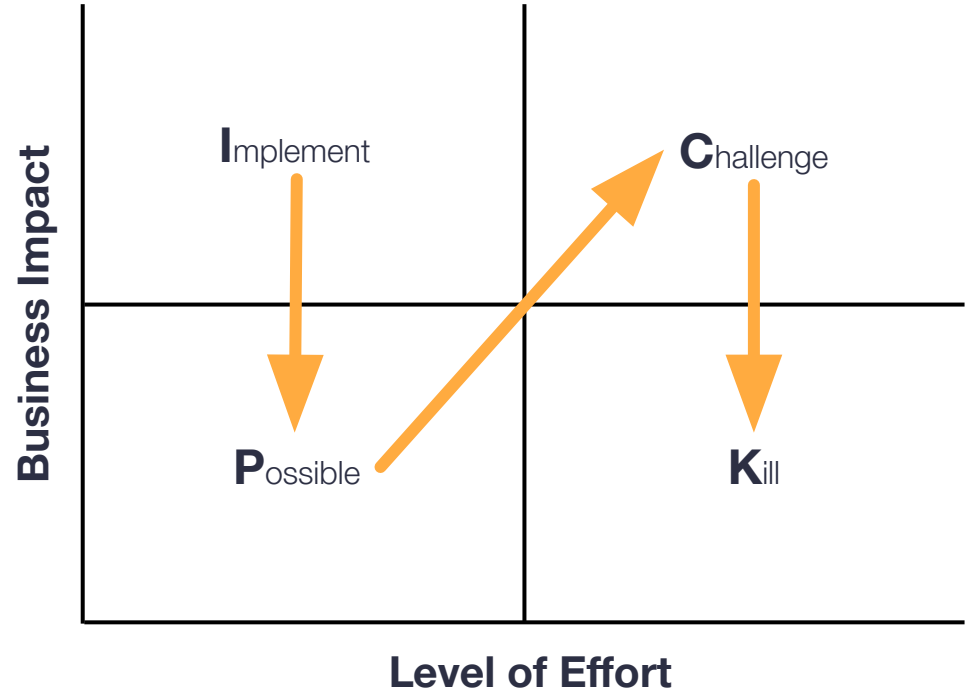 Business Impact
Implement
Challenge
Possible
Kill
Level of Effort